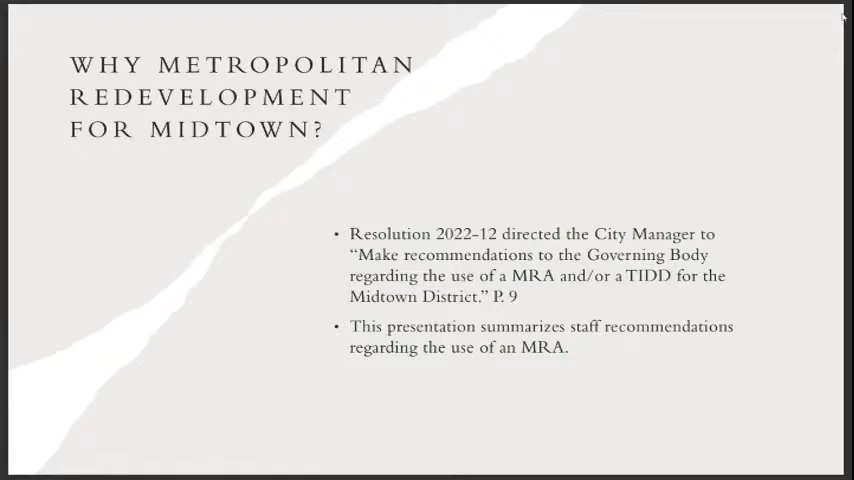 WHY METROPOLITAN
REDEVELOPMENT
FOR MIDTOWN?
• Resolution 2022-12 directed the City Manager to
“Make recommendations to the Governing Body
regarding the use of a MRA and/or a TIDD for the
Midtown District.” P. 9
• This presentation summarizes staff recommendations
regarding the use of an MRA.